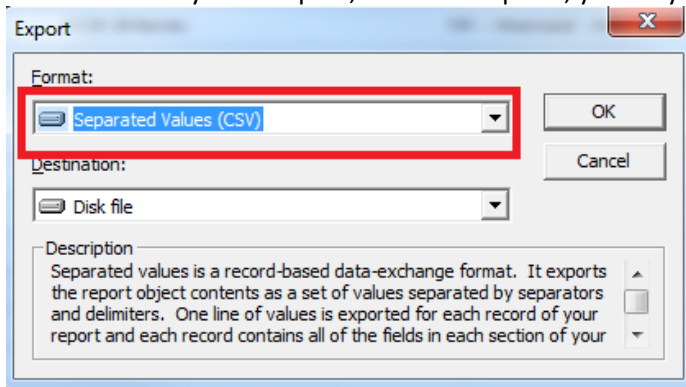 Export
Format:
Separated Values (CSV)
OK
Destination:
Cancel
Disk file
Description
Separated values is a record-based data-exchange format.  It exports
the report object contents as a set of values separated by separators
and delimiters.  One line of values is exported for each record of your
report and each record contains all of the fields in each section of your